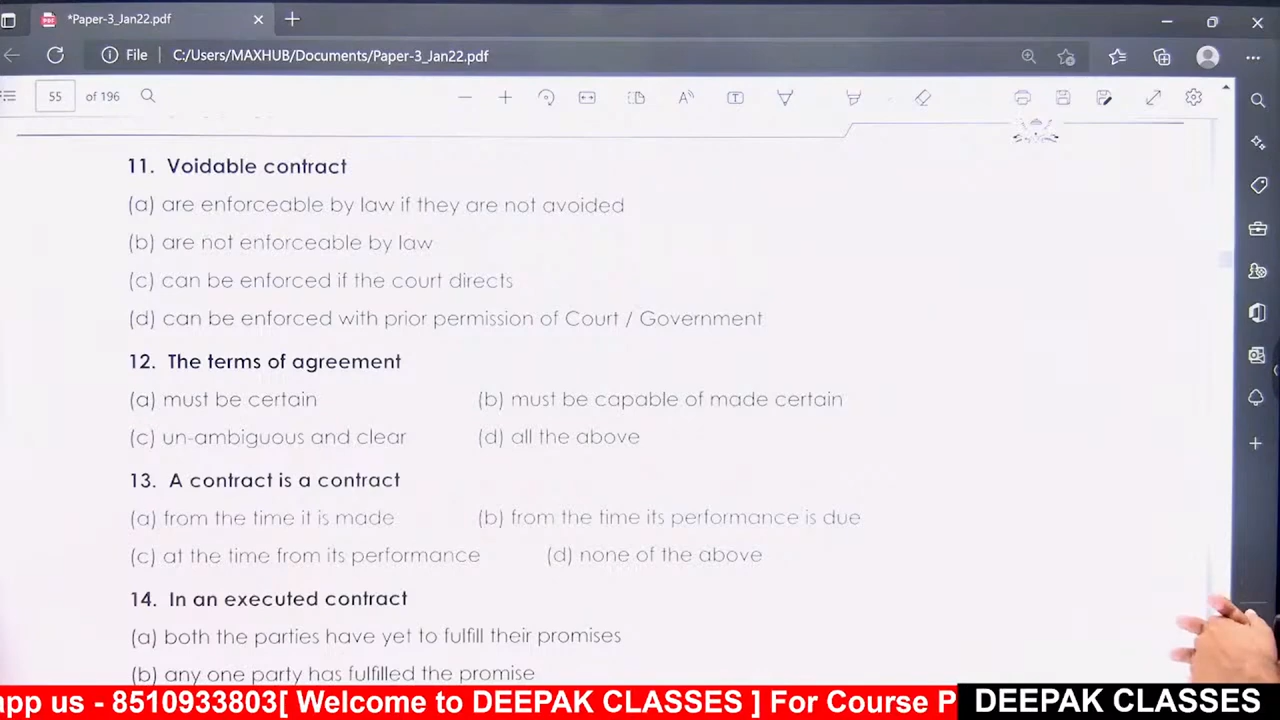 *Paper-3_Jan22.pdf
File
C:/Users/MAXHUB/Documents/Paper-3_Jan22.pdf
55 of 196
11. Voidable contract
(a) are enforceable by law if they are not avoided
(b) are not enforceable by law
(c) can be enforced if the court directs
(d) can be enforced with prior permission of Court / Government
12. The terms of agreement
(a) must be certain (b) must be capable of made certain
(c) un-ambiguous and clear (d) all the above
13. A contract is a contract
(a) from the time it is made (b) from the time its performance is due
(c) at the time from its performance (d) none of the above
14. In an executed contract
(a) both the parties have yet to fulfill their promises
(b) any one party has fulfilled the promise
app us - 8510933803[ Welcome to DEEPAK CLASSES ] For Course P DEEPAK CLASSES